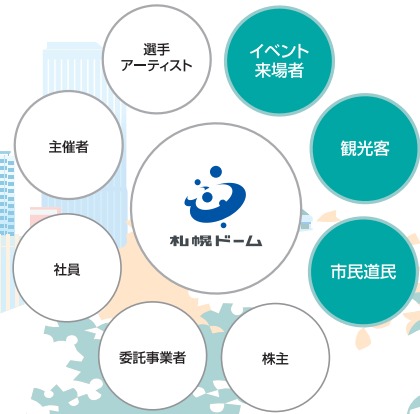 選手
アーティスト
イベント
来場者
主催者
観光客
札幌ドーム
社員
市民道民
委託事業者
株主